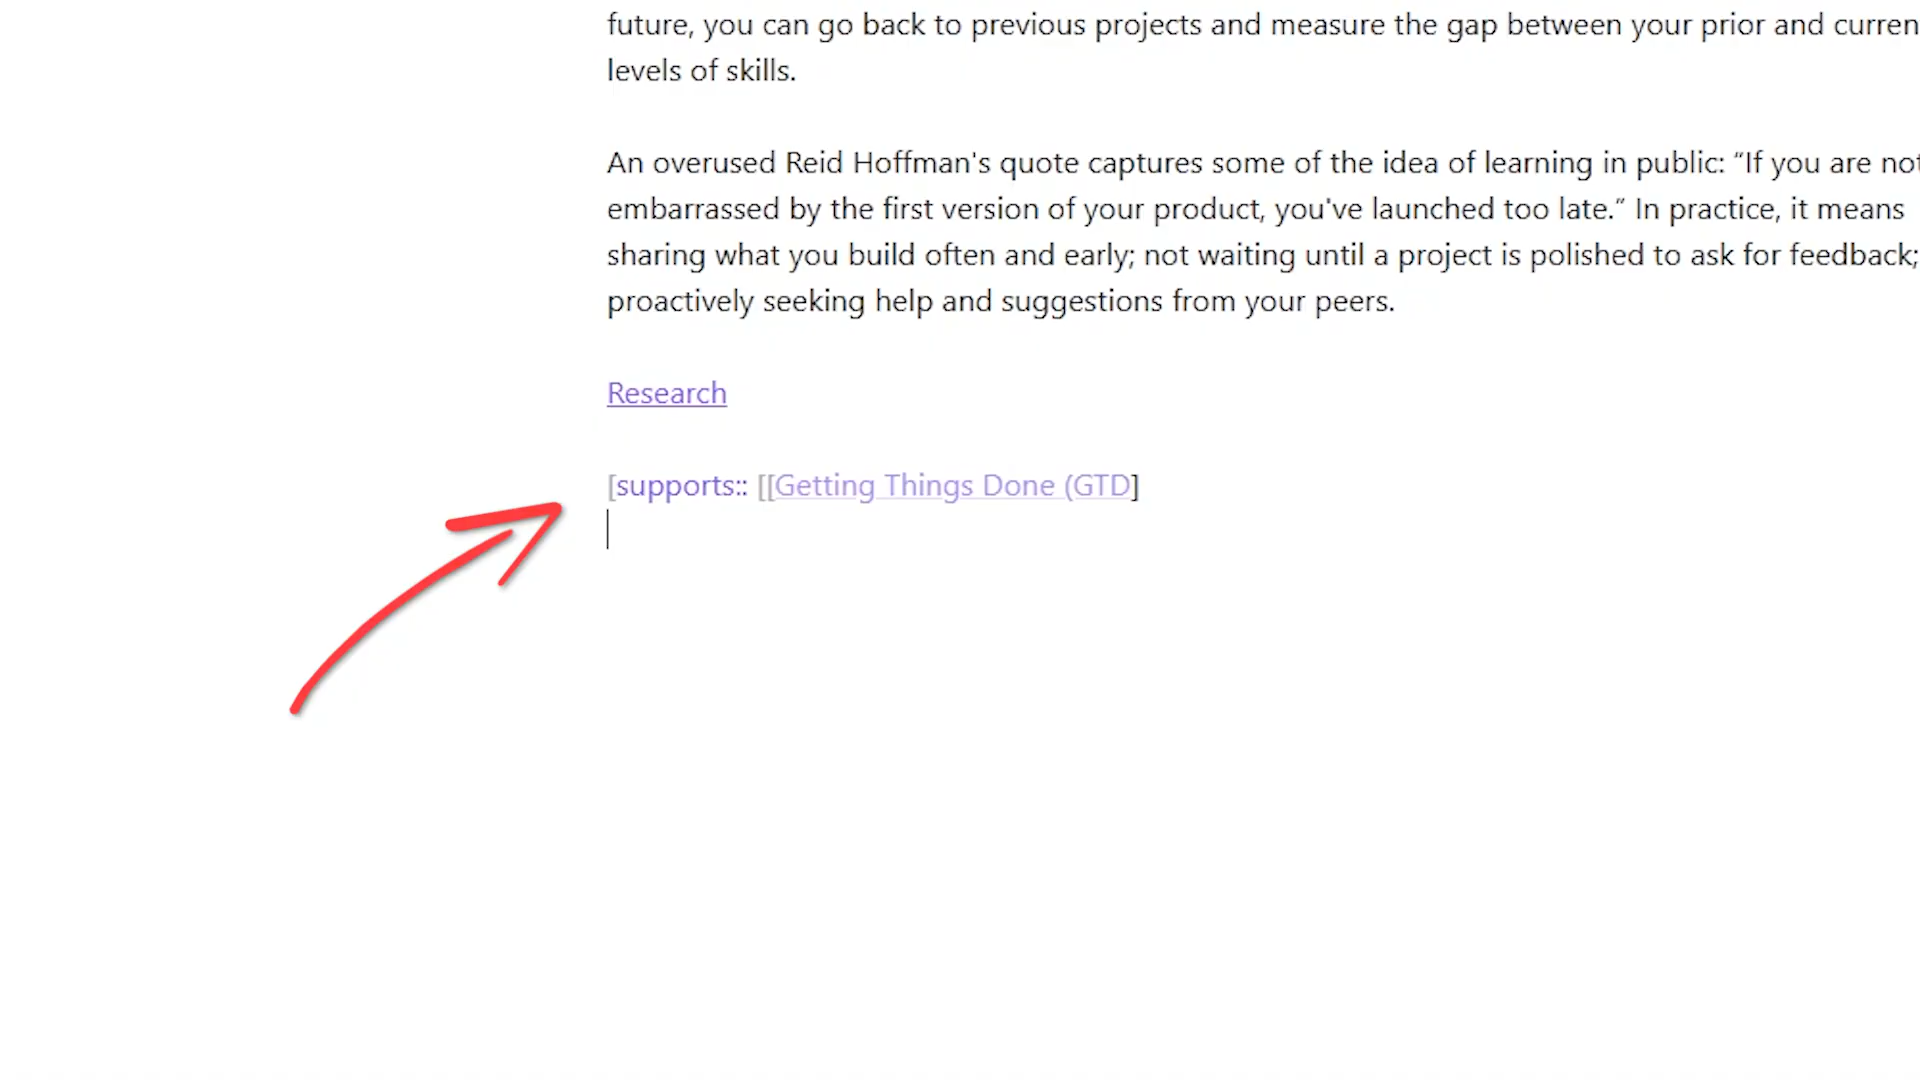 future, you can go back to previous projects and measure the gap between your prior and curren
levels of skills.
An overused Reid Hoffman's quote captures some of the idea of learning in public: “If you are not
embarrassed by the first version of your product, you've launched too late.” In practice, it means
sharing what you build often and early; not waiting until a project is polished to ask for feedback;
proactively seeking help and suggestions from your peers.
Research
[supports:: [[Getting Things Done (GTD]